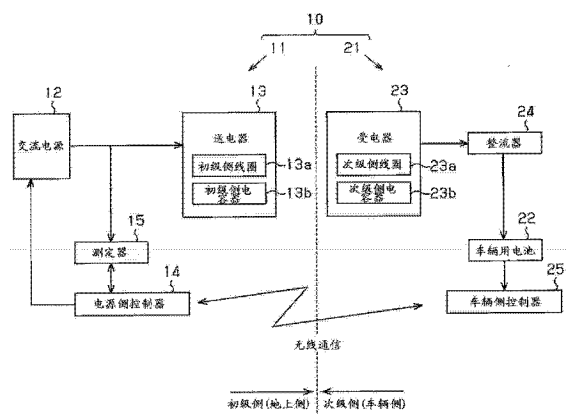 10
11
21
12
13
23
24
交流电源
送电器
受电器
整流器
初级侧线圈
13a
次级侧线圈
23a
初级侧电
容器
13b
次级侧电
容器
23b
15
22
测定器
车辆用电池
14
25
电源侧控制器
车辆侧控制器
无线通信
初级侧(地上侧)
次级侧(车辆侧)